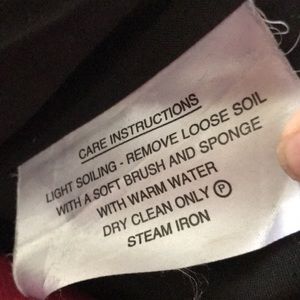 CARE INSTRUCTIONS
LIGHT SOILING - REMOVE LOOSE SOIL
WITH A SOFT BRUSH AND SPONGE
WITH WARM WATER
DRY CLEAN ONLY Ⓟ
STEAM IRON